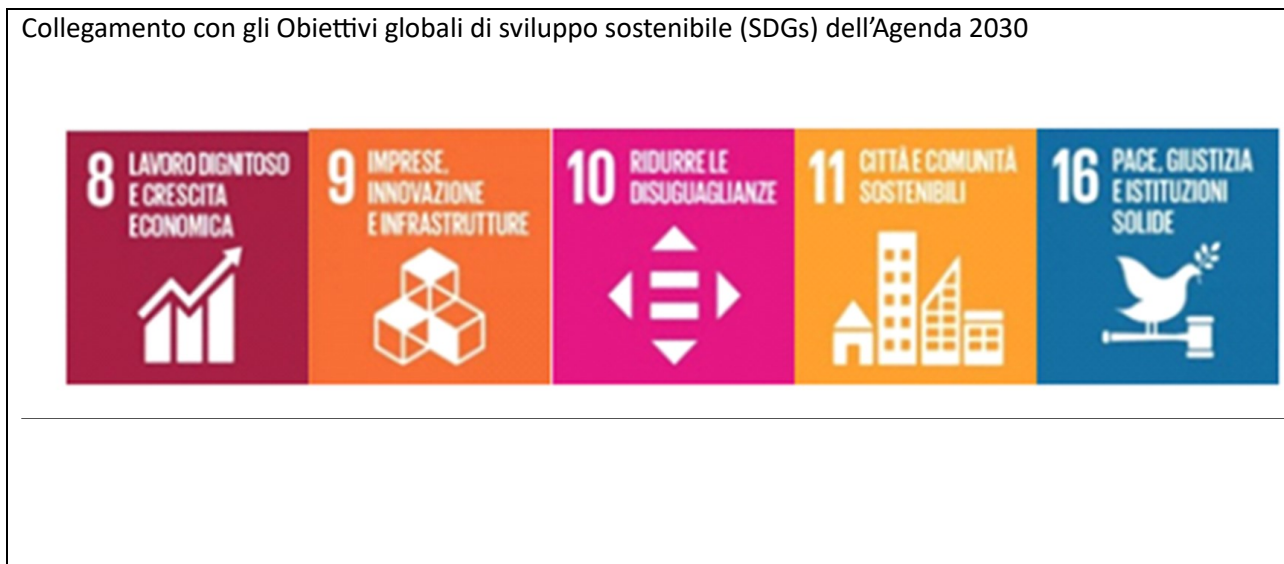 Collegamento con gli Obiettivi globali di sviluppo sostenibile (SDGs) dell’Agenda 2030
8 LAVORO DIGNITOSO
E CRESCITA
ECONOMICA
9 IMPRESE,
INNOVAZIONE
E INFRASTRUTTURE
10 RIDURRE LE
DISUGUAGLIANZE
11 CITTÀ E COMUNITÀ
SOSTENIBILI
16 PACE, GIUSTIZIA
E ISTITUZIONI
SOLIDE